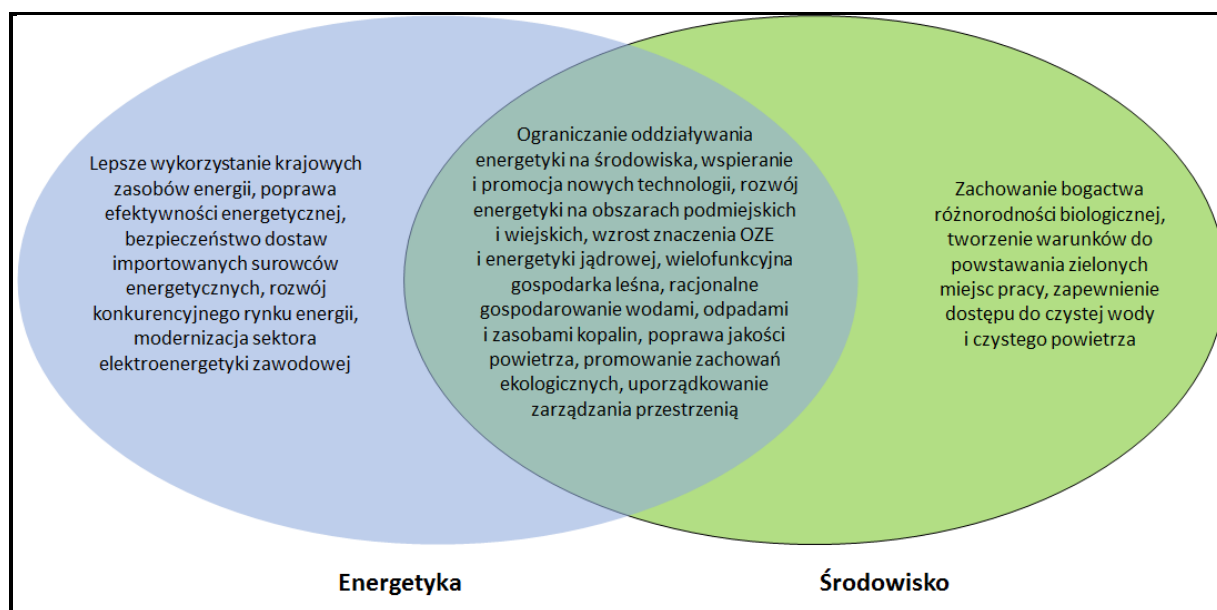 Lepsze wykorzystanie krajowych
zasobów energii, poprawa
efektywności energetycznej,
bezpieczeństwo dostaw
importowanych surowców
energetycznych, rozwój
konkurencyjnego rynku energii,
modernizacja sektora
elektroenergetyki zawodowej
Ograniczanie oddziaływania
energetyki na środowiska, wspieranie
i promocja nowych technologii, rozwój
energetyki na obszarach podmiejskich
i wiejskich, wzrost znaczenia OZE
i energetyki jądrowej, wielofunkcyjna
gospodarka leśna, racjonalne
gospodarowanie wodami, odpadami
i zasobami kopalin, poprawa jakości
powietrza, promowanie zachowań
ekologicznych, uporządkowanie
zarządzania przestrzenią
Zachowanie bogactwa
różnorodności biologicznej,
tworzenie warunków do
powstawania zielonych
miejsc pracy, zapewnienie
dostępu do czystej wody
i czystego powietrza
Energetyka
Środowisko